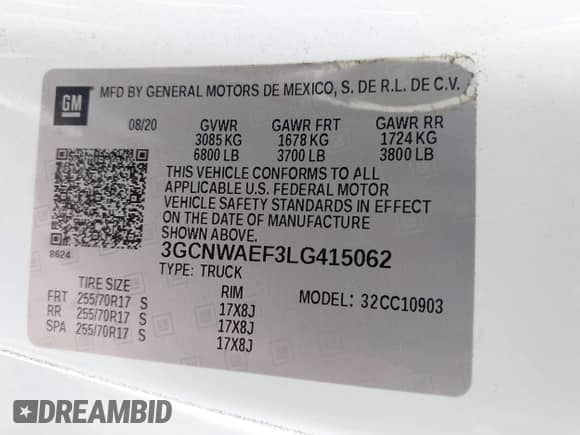 GM
MFD BY GENERAL MOTORS DE MEXICO, S. DE R.L. DE C.V.
08/20 GVWR GAWR FRT GAWR RR
3085 KG 1678 KG 1724 KG
6800 LB 3700 LB 3800 LB
THIS VEHICLE CONFORMS TO ALL
APPLICABLE U.S. FEDERAL MOTOR
VEHICLE SAFETY STANDARDS IN EFFECT
ON THE DATE OF MANUFACTURE
SHOWN ABOVE.
8624
3GCNWAEF3LG415062
TYPE: TRUCK
TIRE SIZE RIM MODEL: 32CC10903
FRT 255/70R17 S 17X8J
RR 255/70R17 S 17X8J
SPA 255/70R17 S 17X8J
DREAMBID